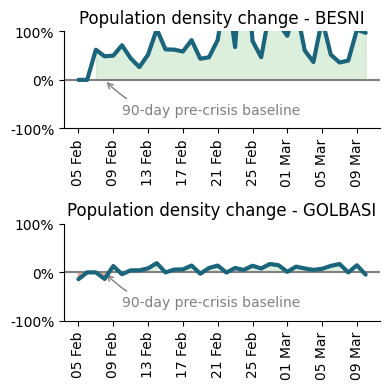 Population density change - BESNI
100%
0%
-100%
90-day pre-crisis baseline
05 Feb
09 Feb
13 Feb
17 Feb
21 Feb
25 Feb
01 Mar
05 Mar
09 Mar
Population density change - GOLBASI
100%
0%
-100%
90-day pre-crisis baseline
05 Feb
09 Feb
13 Feb
17 Feb
21 Feb
25 Feb
01 Mar
05 Mar
09 Mar